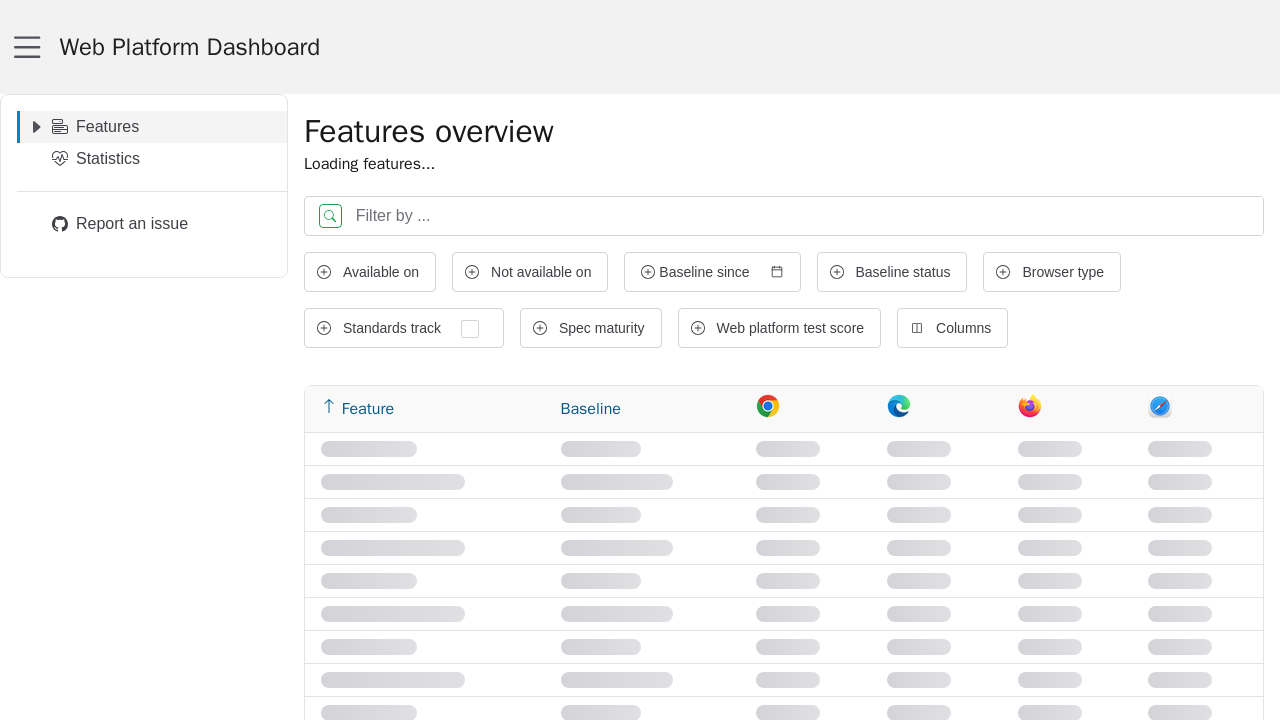 Web Platform Dashboard
Features
Statistics
Report an issue
Features overview
Loading features...
Filter by ...
Available on
Not available on
Baseline since
Baseline status
Browser type
Standards track
Spec maturity
Web platform test score
Columns
Feature
Baseline